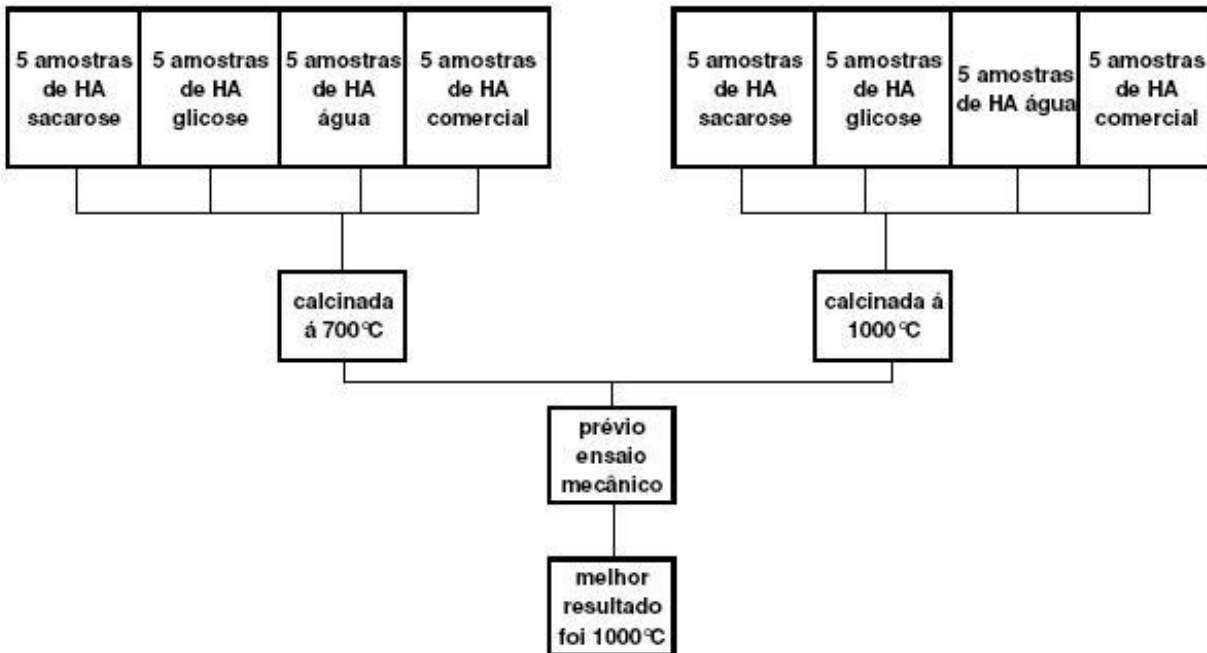 5 amostras
de HA
sacarose
5 amostras
de HA
glicose
5 amostras
de HA
água
5 amostras
de HA
comercial
5 amostras
de HA
sacarose
5 amostras
de HA
glicose
5 amostras
de HA água
5 amostras
de HA
comercial
calcinada
á 700°C
calcinada á
1000°C
prévio
ensaio
mecânico
melhor
resultado
foi 1000°C